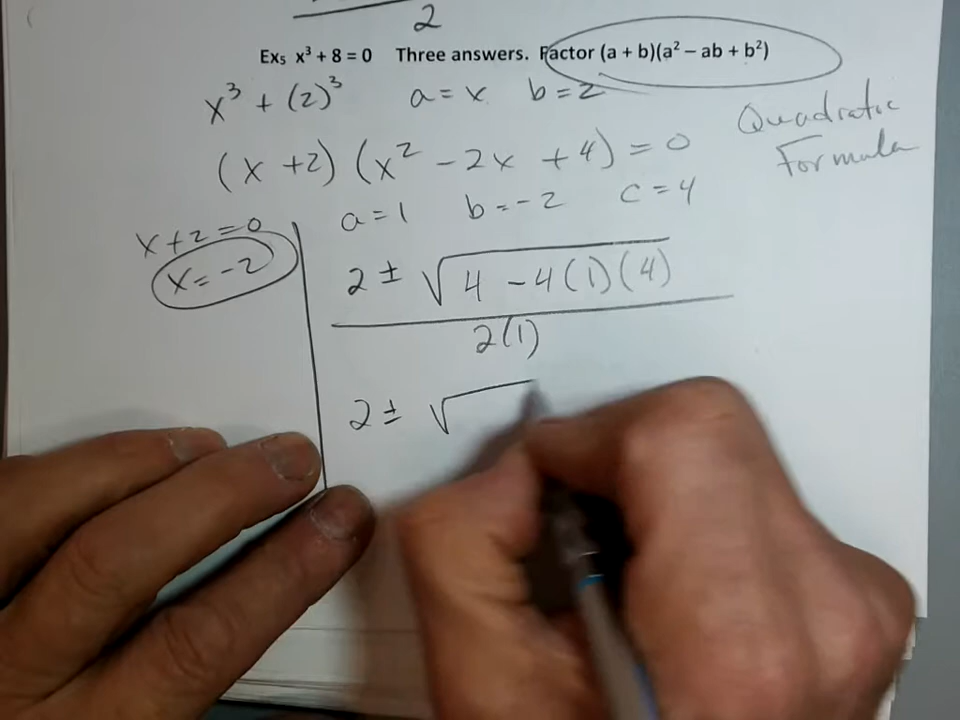 2
Ex5 x³ + 8 = 0 Three answers. Factor (a + b)(a² – ab + b²)
x³ + (2)³ a = x b = 2
Quadratic
Formula
(x + 2) (x² - 2x + 4) = 0
a = 1 b = -2 c = 4
x + 2 = 0
x = -2
2 ± √4 - 4(1)(4)
2(1)
2 ± √